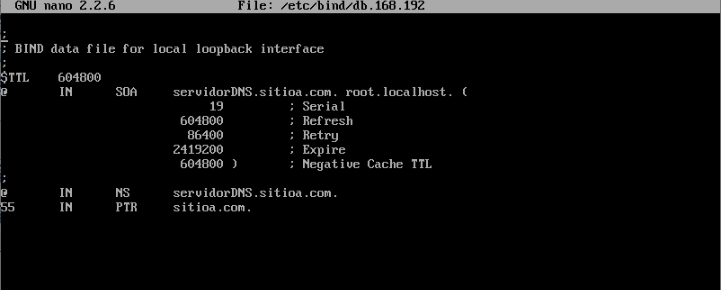 GNU nano 2.2.6 File: /etc/bind/db.168.192
;
; BIND data file for local loopback interface
;
$TTL 604800
@ IN SOA servidorDNS.sitioa.com. root.localhost. (
19 ; Serial
604800 ; Refresh
86400 ; Retry
2419200 ; Expire
604800 ) ; Negative Cache TTL
;
@ IN NS servidorDNS.sitioa.com.
55 IN PTR sitioa.com.